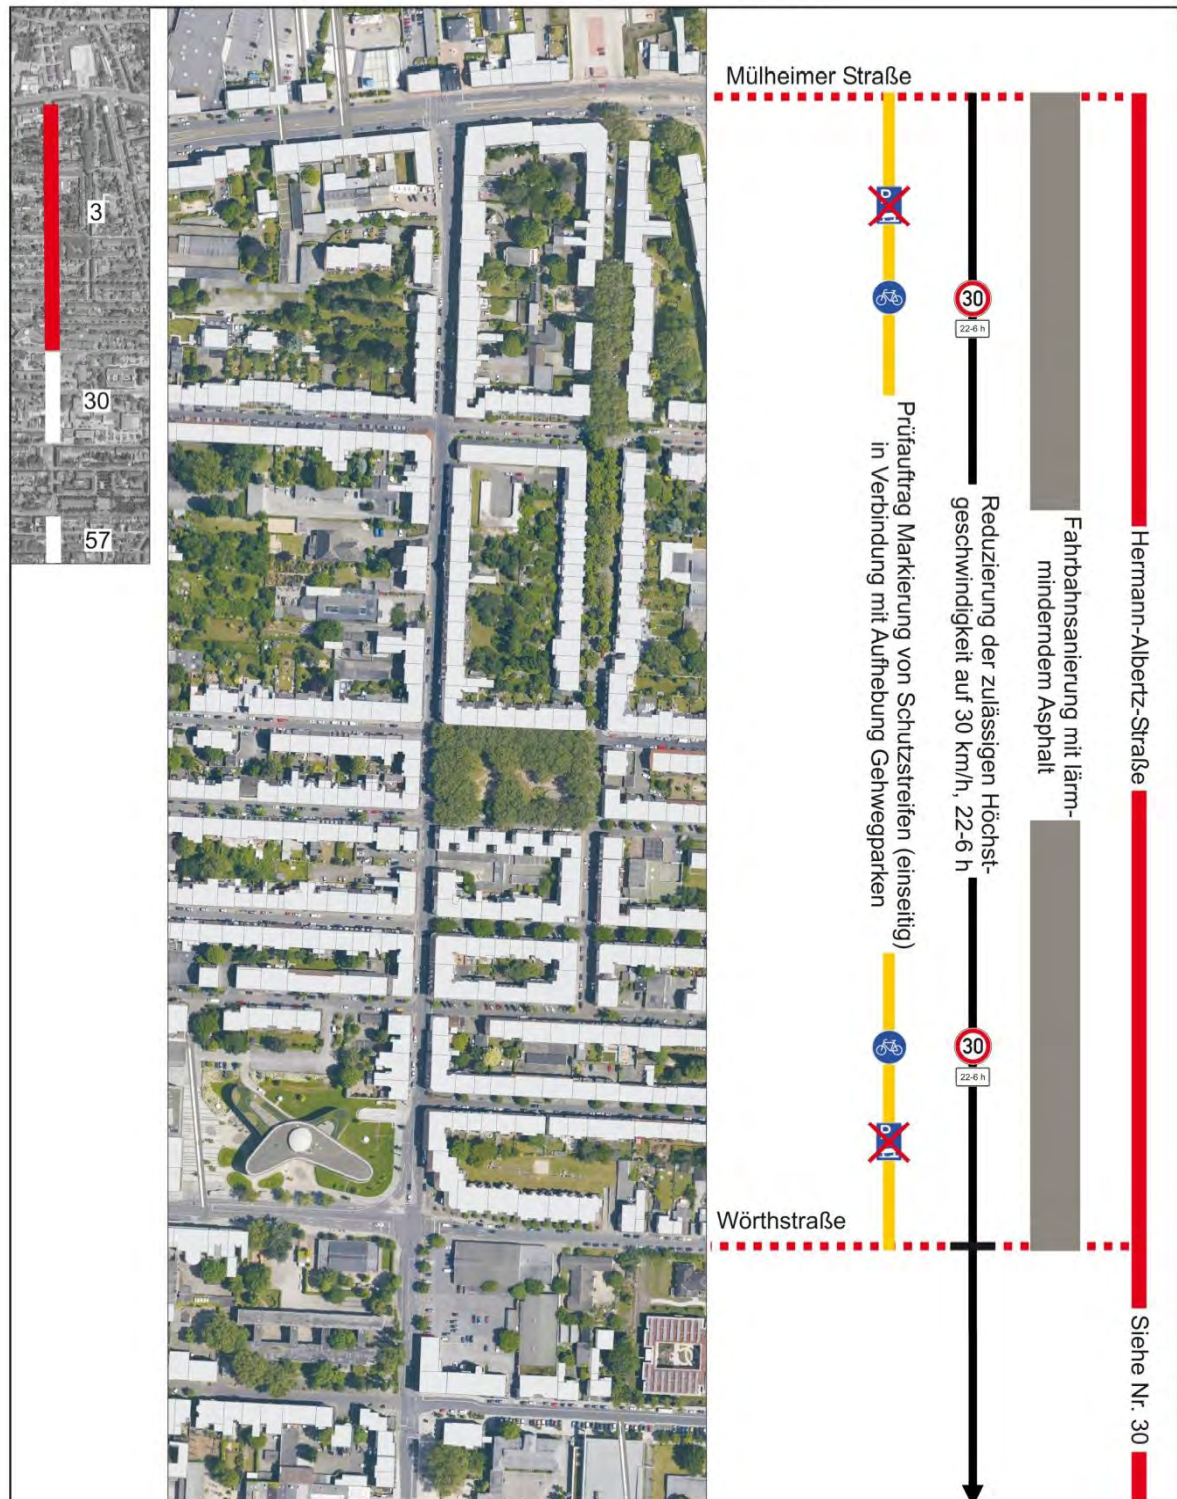 3
30
57
Mülheimer Straße
P
30
22-6 h
Prüfauftrag Markierung von Schutzstreifen (einseitig)
in Verbindung mit Aufhebung Gehwegparken
Reduzierung der zulässigen Höchst-
geschwindigkeit auf 30 km/h, 22-6 h
Fahrbahnsanierung mit lärm-
minderndem Asphalt
Hermann-Albertz-Straße
30
22-6 h
P
Wörthstraße
Siehe Nr. 30